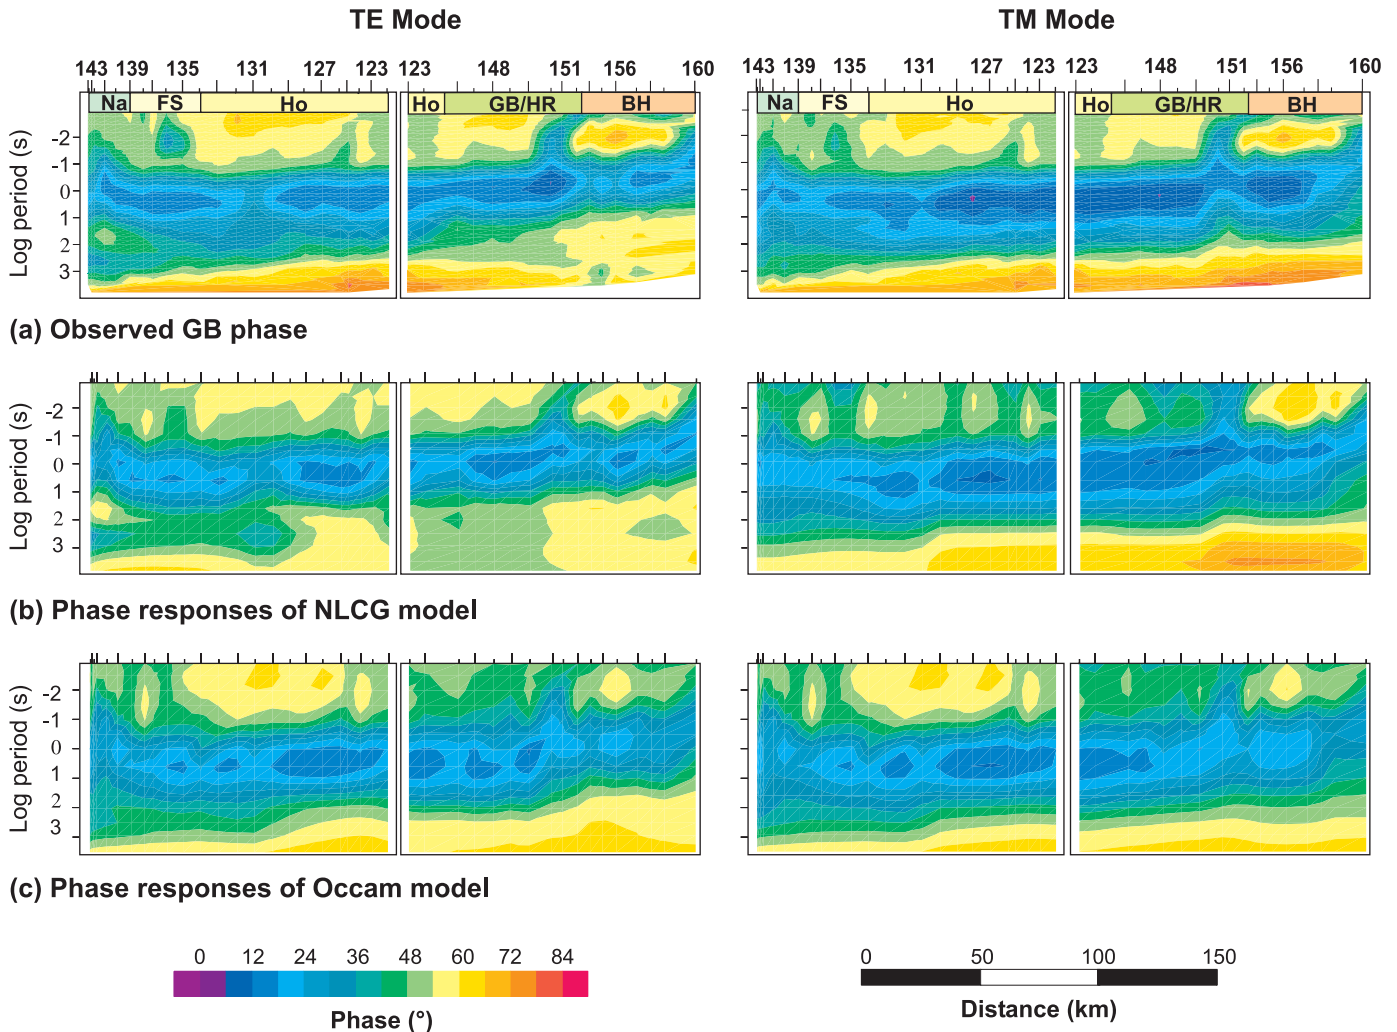 TE Mode
TM Mode
143 139 135 131 127 123 123 148 151 156 160
143 139 135 131 127 123 123 148 151 156 160
Na FS Ho Ho GB/HR BH
Na FS Ho Ho GB/HR BH
Log period (s)
-2
-1
0
1
2
3
(a) Observed GB phase
Log period (s)
-2
-1
0
1
2
3
(b) Phase responses of NLCG model
Log period (s)
-2
-1
0
1
2
3
(c) Phase responses of Occam model
0 12 24 36 48 60 72 84
Phase (°)
0 50 100 150
Distance (km)